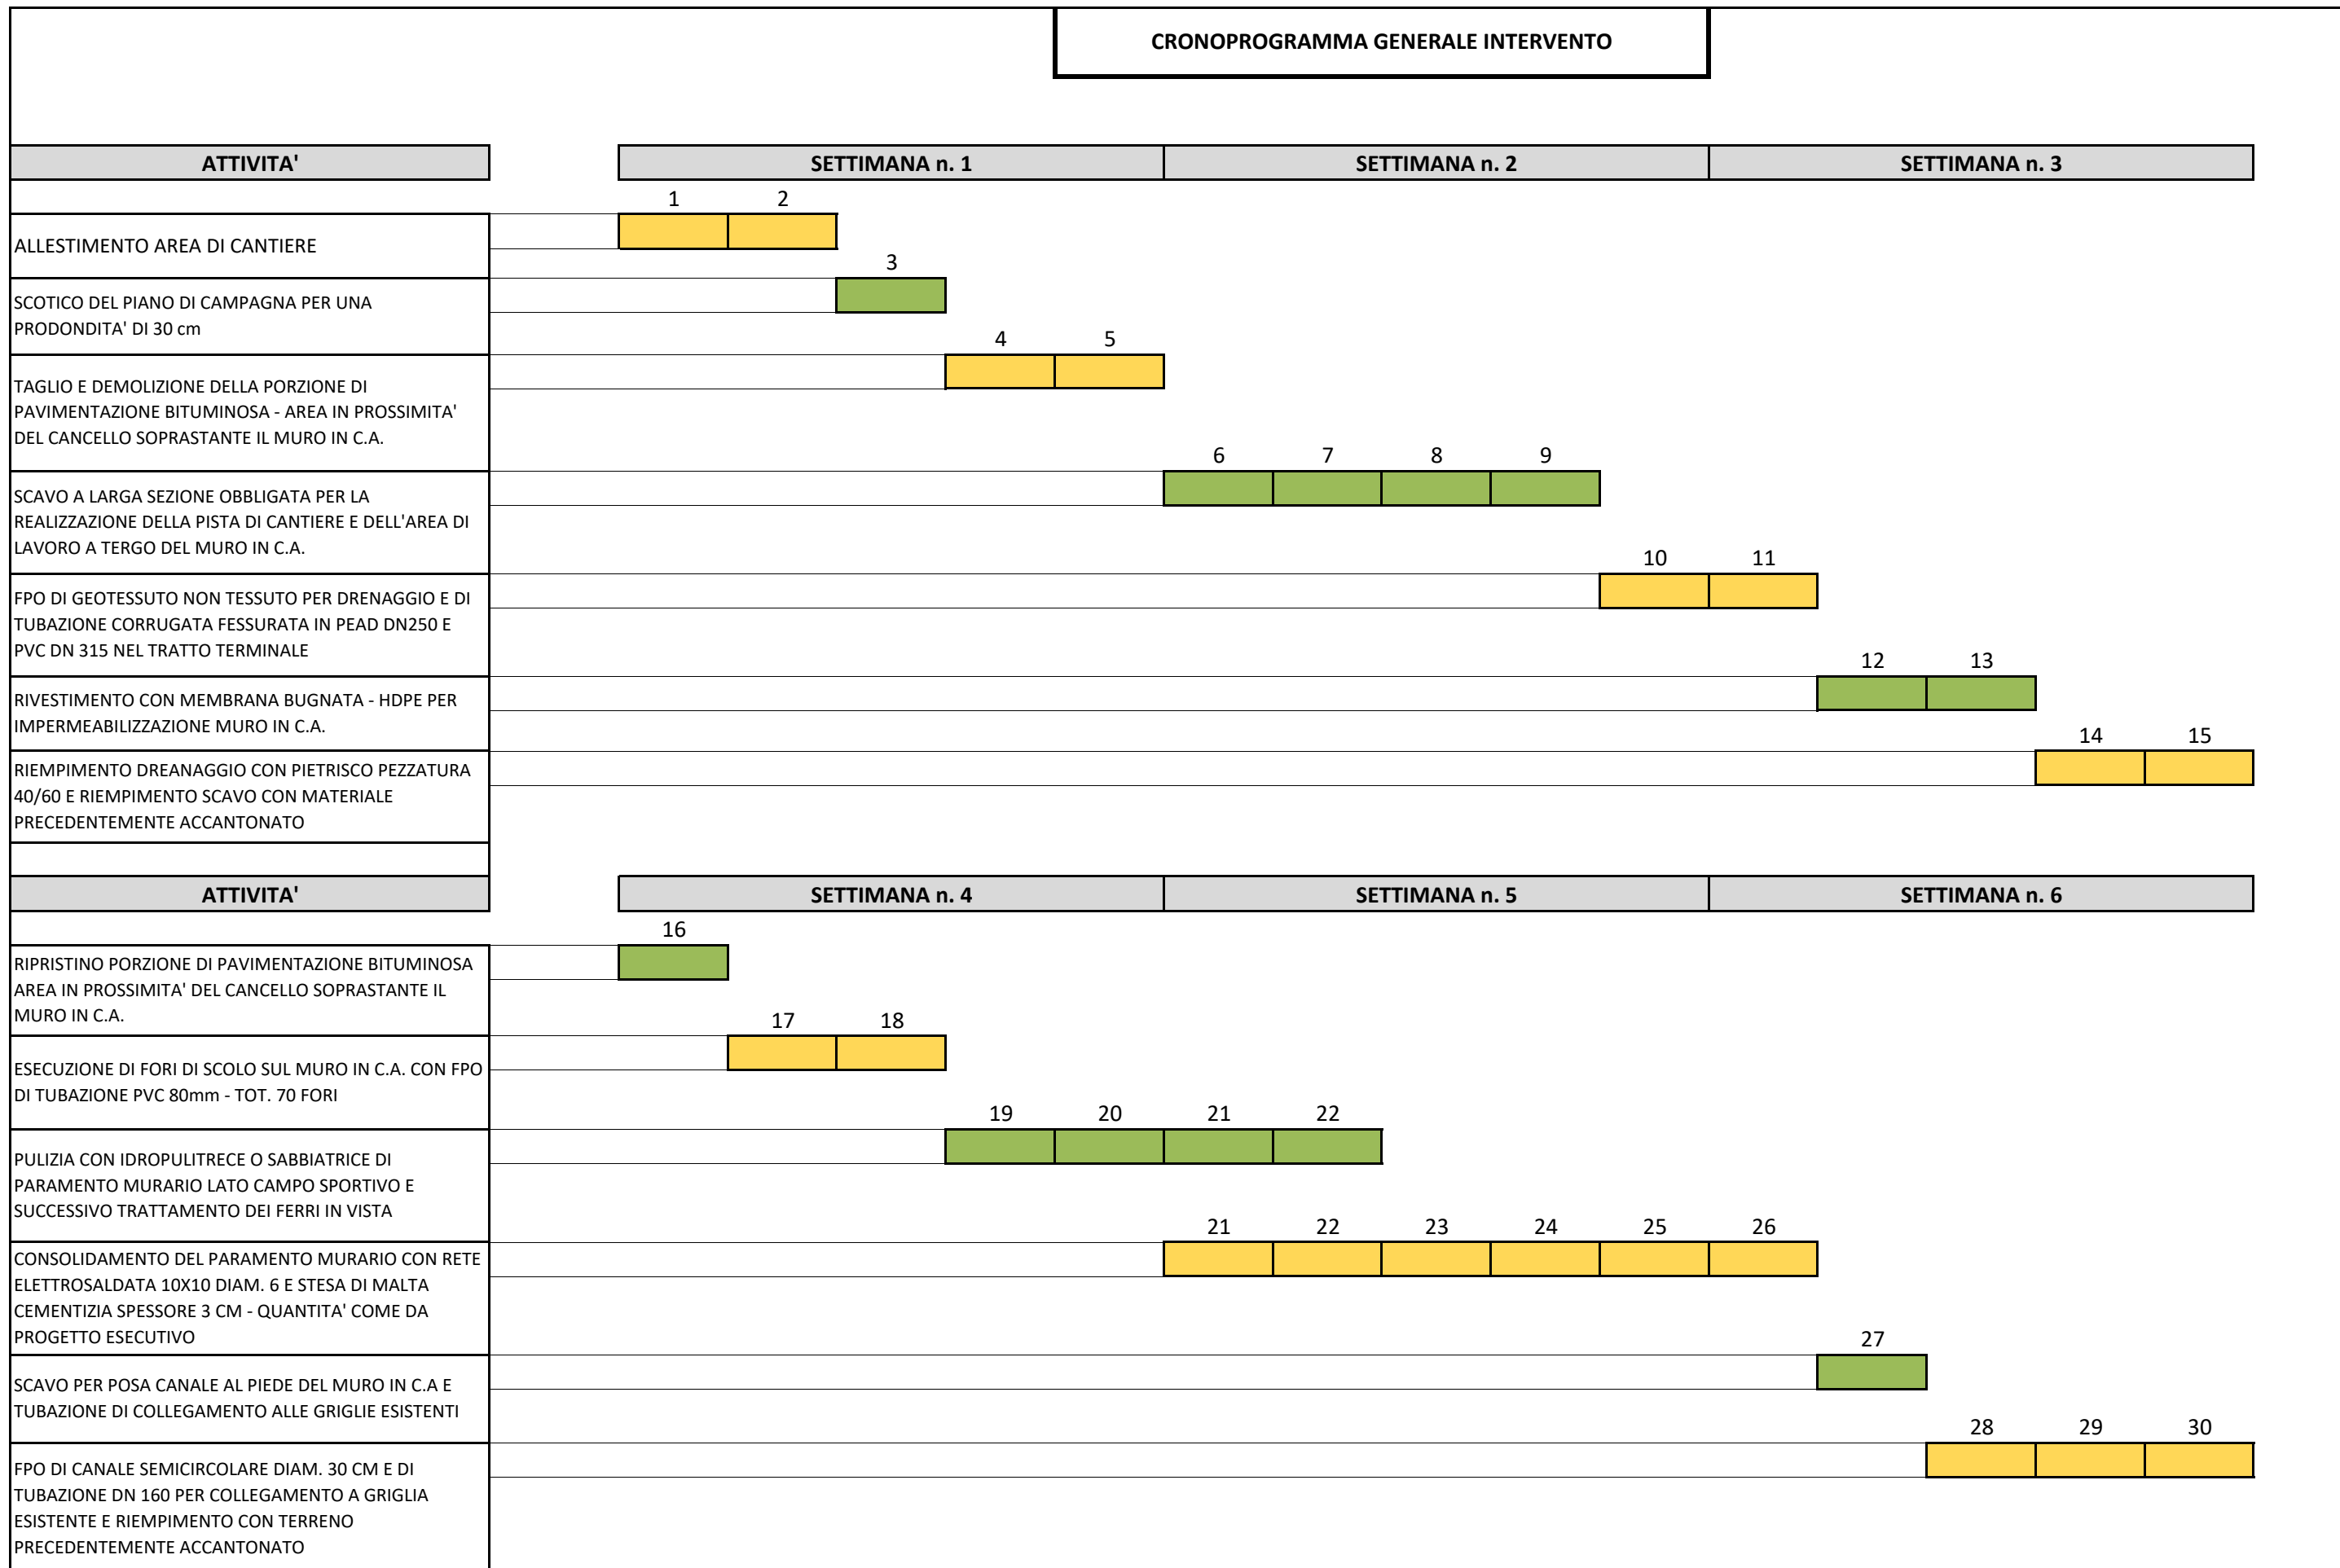 CRONOPROGRAMMA GENERALE INTERVENTO
ATTIVITA' SETTIMANA n. 1 SETTIMANA n. 2 SETTIMANA n. 3
1 2
ALLESTIMENTO AREA DI CANTIERE
3
SCOTICO DEL PIANO DI CAMPAGNA PER UNA
PRODONDITA' DI 30 cm
4 5
TAGLIO E DEMOLIZIONE DELLA PORZIONE DI
PAVIMENTAZIONE BITUMINOSA - AREA IN PROSSIMITA'
DEL CANCELLO SOPRASTANTE IL MURO IN C.A.
6 7 8 9
SCAVO A LARGA SEZIONE OBBLIGATA PER LA
REALIZZAZIONE DELLA PISTA DI CANTIERE E DELL'AREA DI
LAVORO A TERGO DEL MURO IN C.A.
10 11
FPO DI GEOTESSUTO NON TESSUTO PER DRENAGGIO E DI
TUBAZIONE CORRUGATA FESSURATA IN PEAD DN250 E
PVC DN 315 NEL TRATTO TERMINALE
12 13
RIVESTIMENTO CON MEMBRANA BUGNATA - HDPE PER
IMPERMEABILIZZAZIONE MURO IN C.A.
14 15
RIEMPIMENTO DREANAGGIO CON PIETRISCO PEZZATURA
40/60 E RIEMPIMENTO SCAVO CON MATERIALE
PRECEDENTEMENTE ACCANTONATO
ATTIVITA' SETTIMANA n. 4 SETTIMANA n. 5 SETTIMANA n. 6
16
RIPRISTINO PORZIONE DI PAVIMENTAZIONE BITUMINOSA
AREA IN PROSSIMITA' DEL CANCELLO SOPRASTANTE IL
MURO IN C.A.
17 18
ESECUZIONE DI FORI DI SCOLO SUL MURO IN C.A. CON FPO
DI TUBAZIONE PVC 80mm - TOT. 70 FORI
19 20 21 22
PULIZIA CON IDROPULITRECE O SABBIATRICE DI
PARAMENTO MURARIO LATO CAMPO SPORTIVO E
SUCCESSIVO TRATTAMENTO DEI FERRI IN VISTA
21 22 23 24 25 26
CONSOLIDAMENTO DEL PARAMENTO MURARIO CON RETE
ELETTROSALDATA 10X10 DIAM. 6 E STESA DI MALTA
CEMENTIZIA SPESSORE 3 CM - QUANTITA' COME DA
PROGETTO ESECUTIVO
27
SCAVO PER POSA CANALE AL PIEDE DEL MURO IN C.A E
TUBAZIONE DI COLLEGAMENTO ALLE GRIGLIE ESISTENTI
28 29 30
FPO DI CANALE SEMICIRCOLARE DIAM. 30 CM E DI
TUBAZIONE DN 160 PER COLLEGAMENTO A GRIGLIA
ESISTENTE E RIEMPIMENTO CON TERRENO
PRECEDENTEMENTE ACCANTONATO